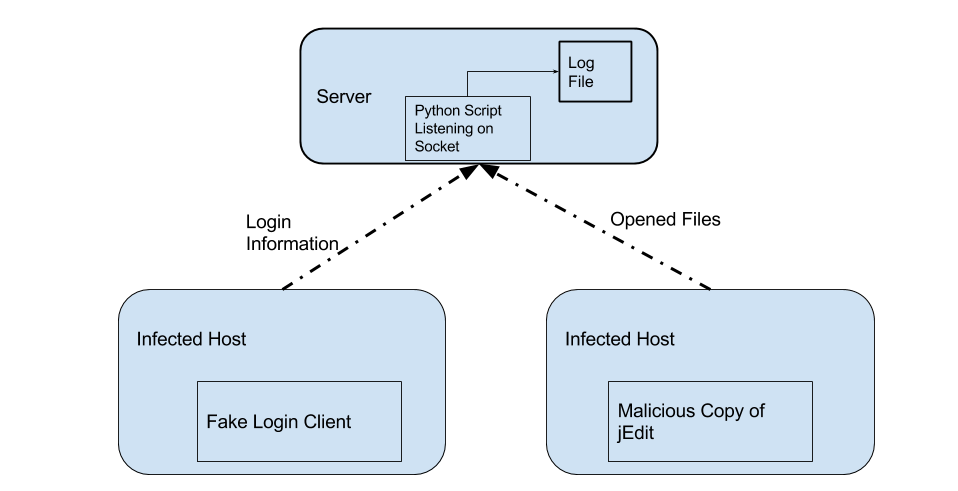 Server
Log
File
Python Script
Listening on
Socket
Login
Information
Opened Files
Infected Host
Fake Login Client
Infected Host
Malicious Copy of
jEdit